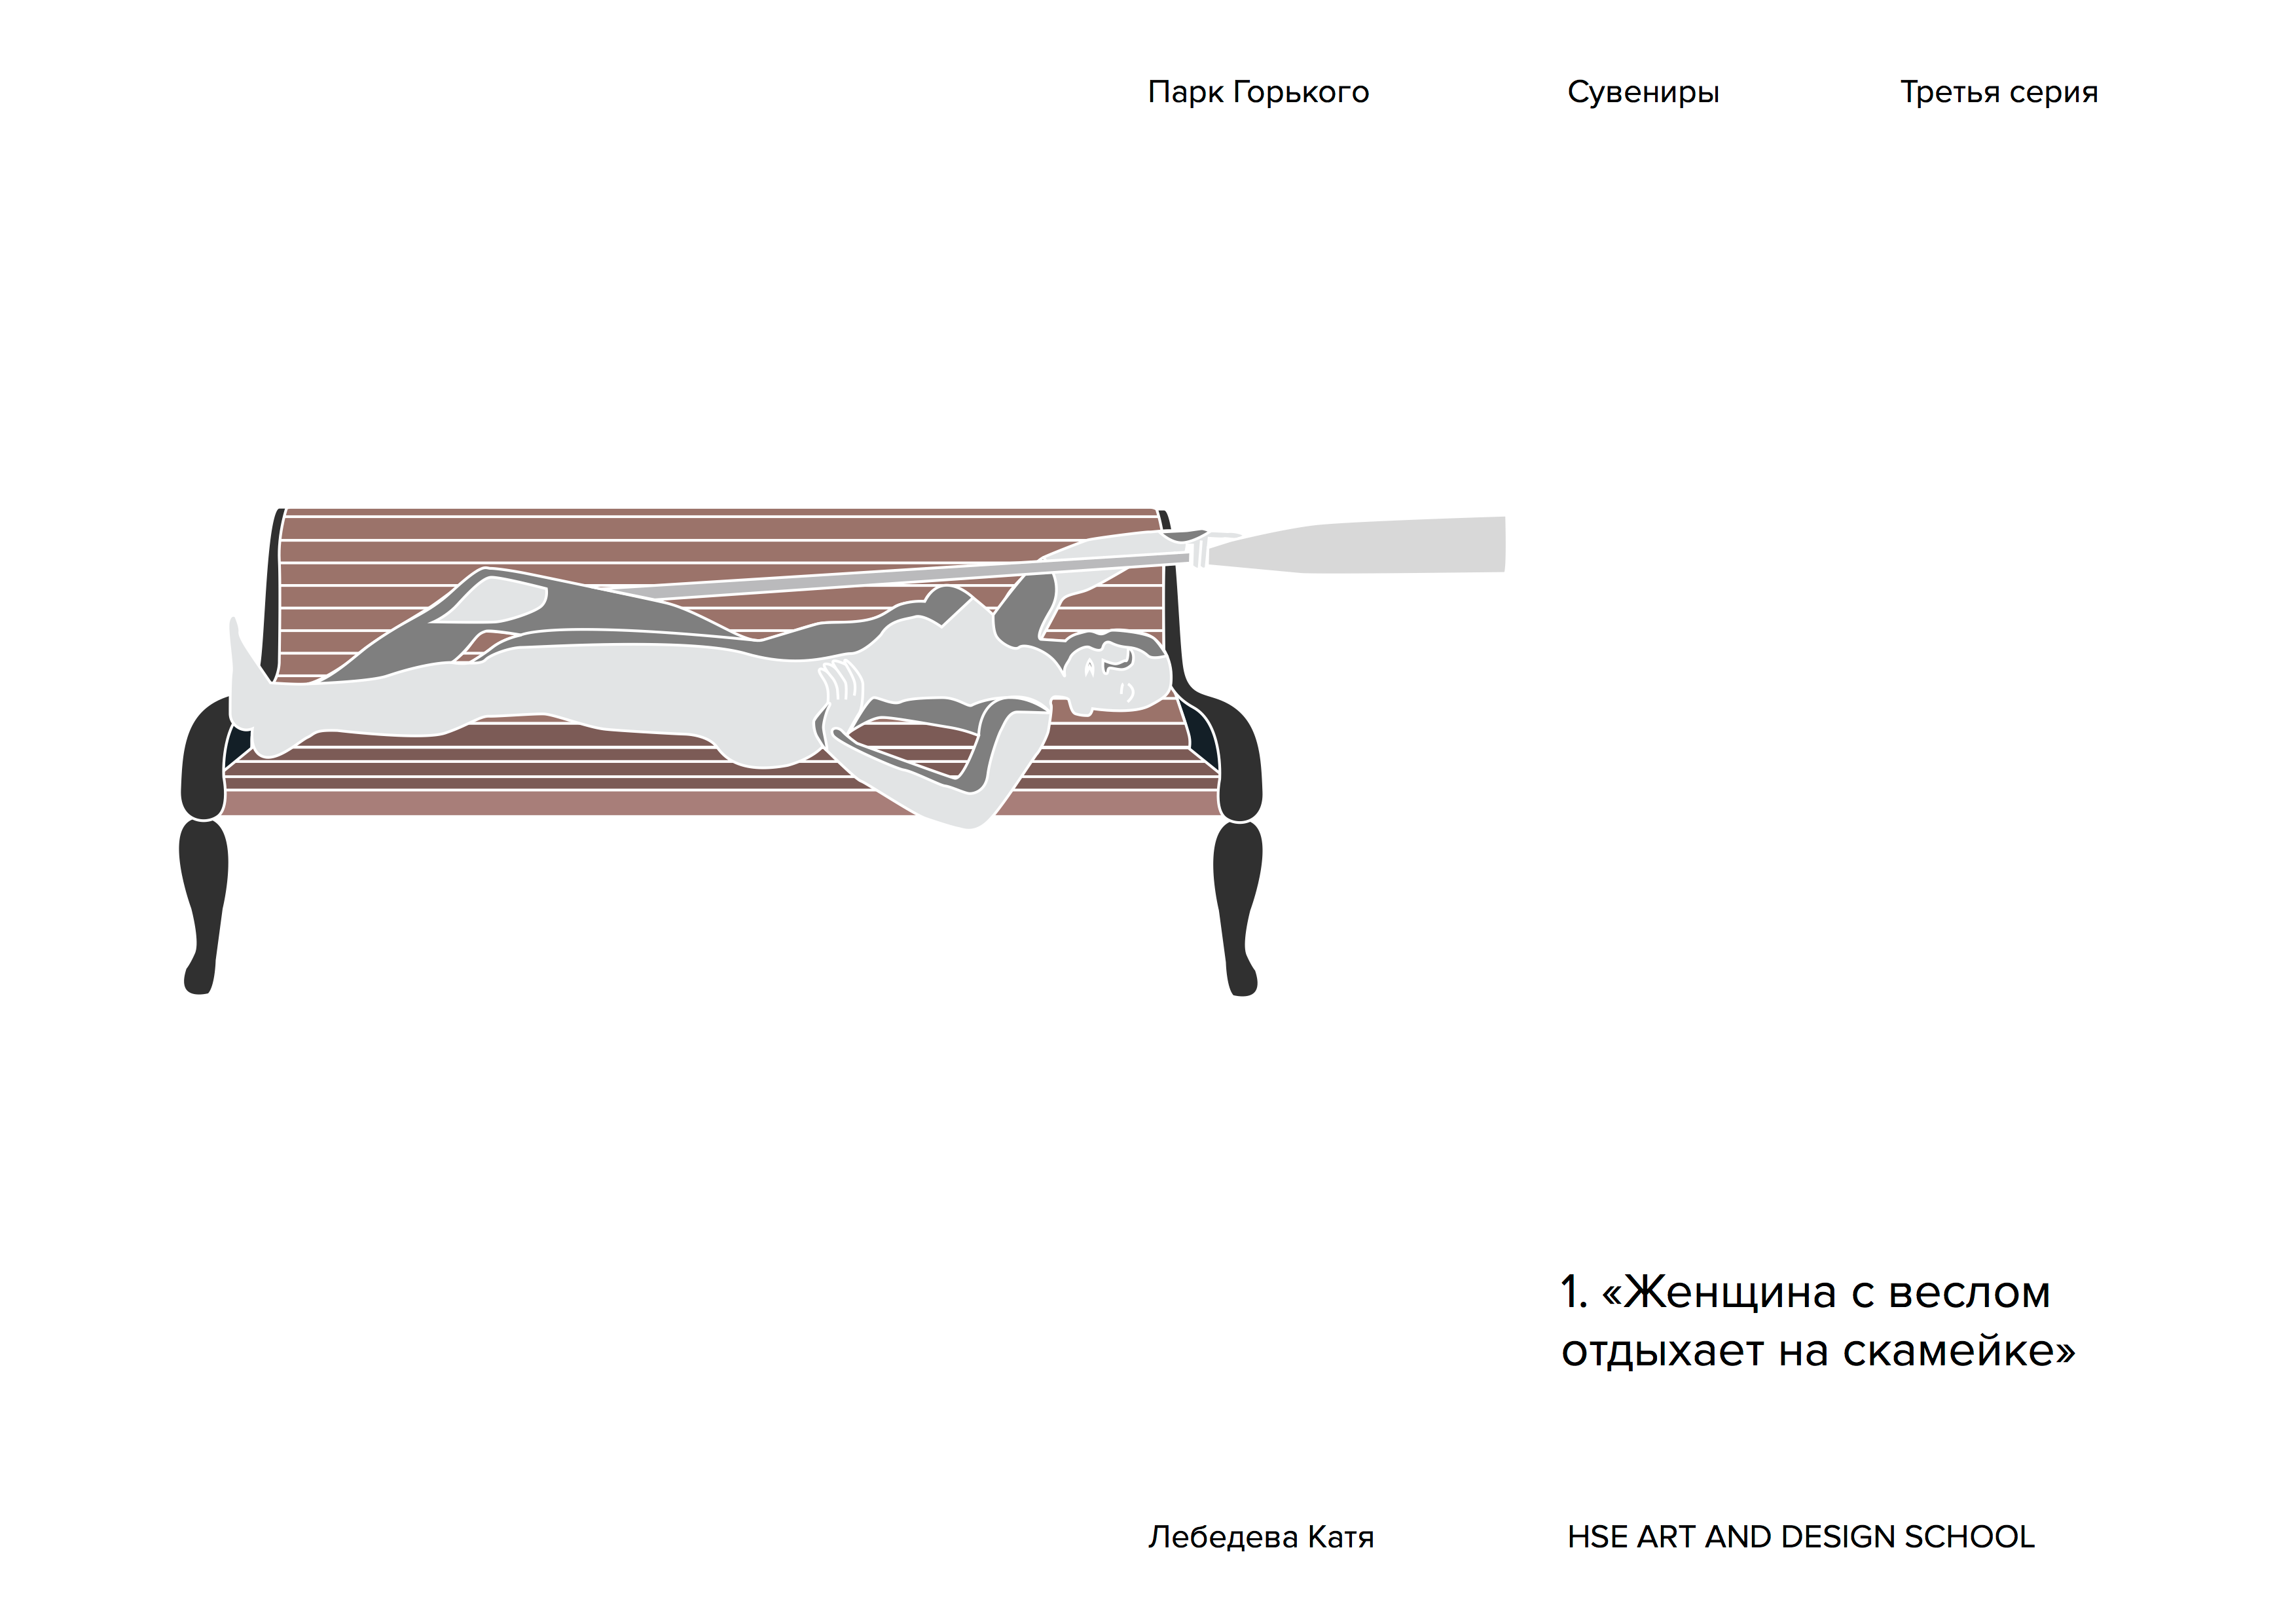 Парк Горького
Сувениры
Третья серия
1. «Женщина с веслом
отдыхает на скамейке»
Лебедева Катя
HSE ART AND DESIGN SCHOOL